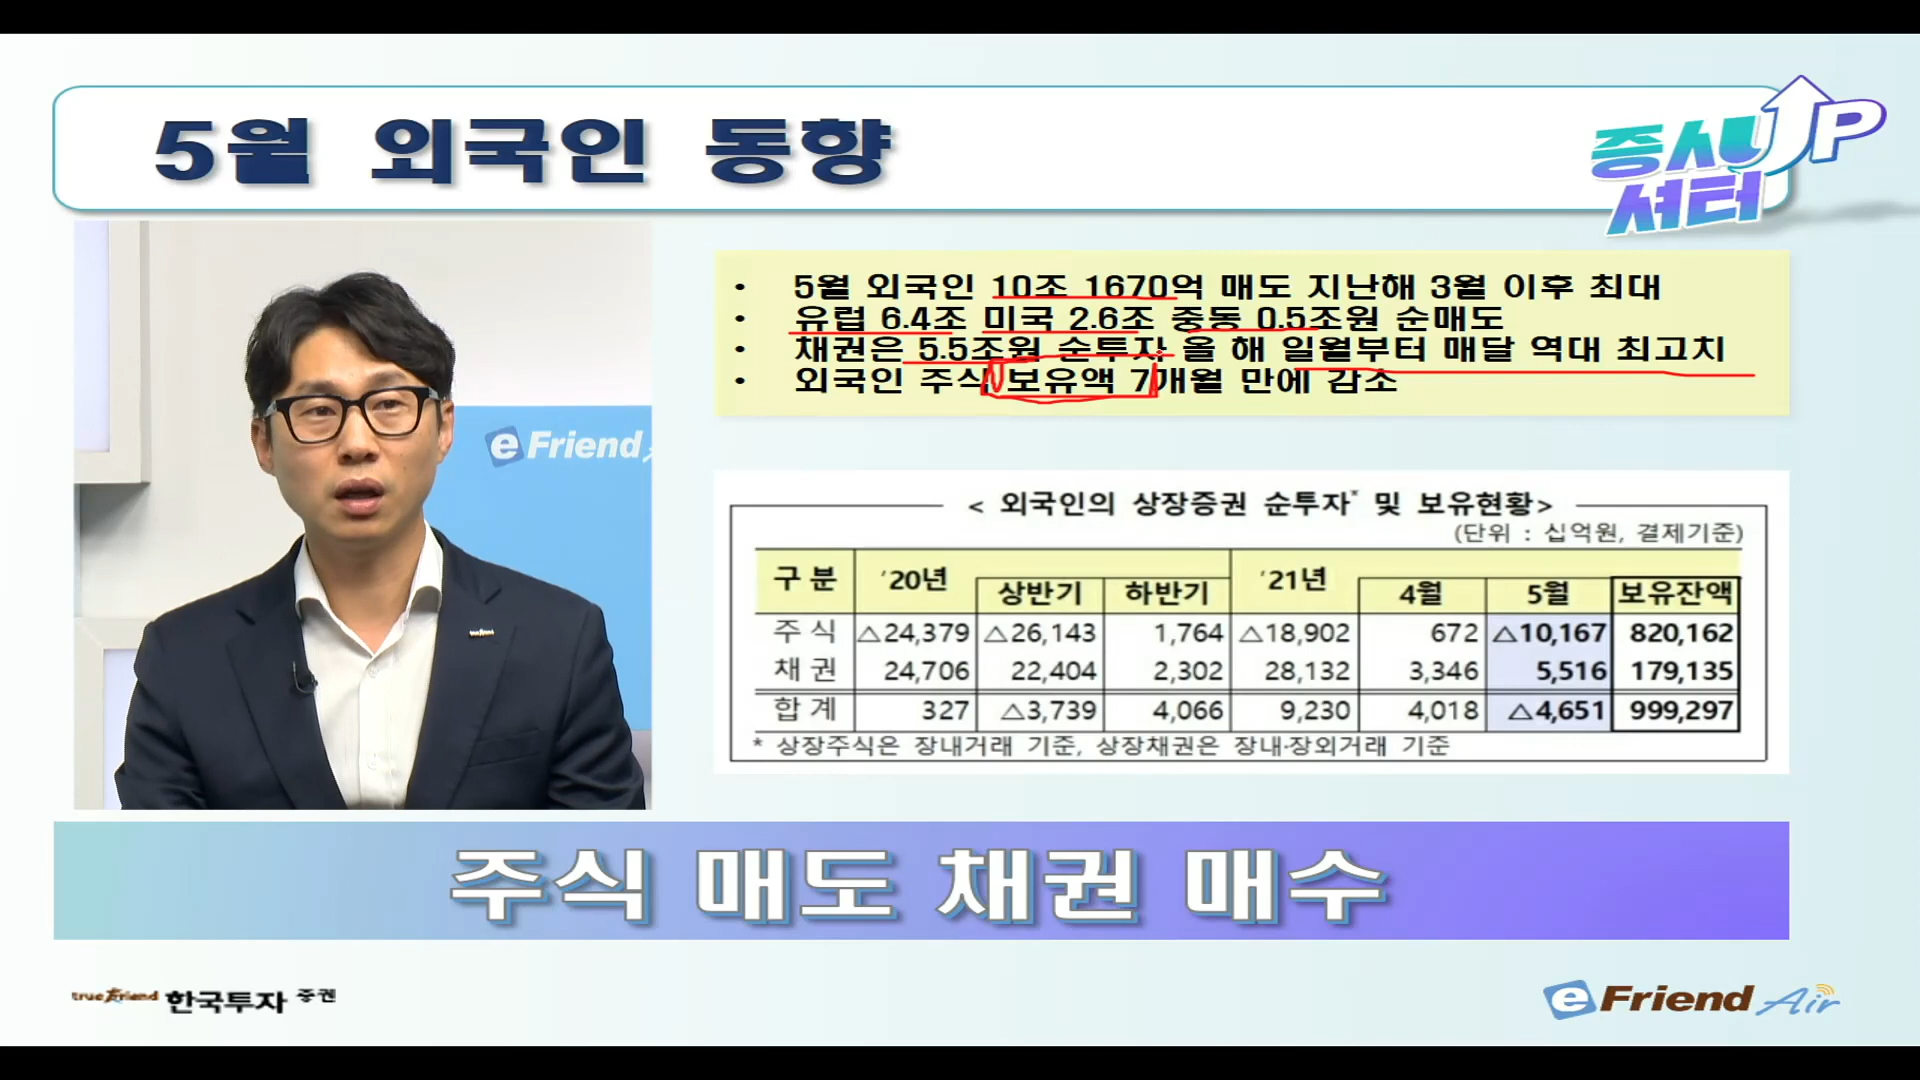 5월 외국인 동향
증시 UP
셔터
• 5월 외국인 10조 1670억 매도 지난해 3월 이후 최대
• 유럽 6.4조 미국 2.6조 중동 0.5조원 순매도
• 채권은 5.5조원 순투자 올 해 일월부터 매달 역대 최고치
• 외국인 주식 보유액 7개월 만에 감소
e Friend
< 외국인의 상장증권 순투자* 및 보유현황>
(단위 : 십억원, 결제기준)
구 분 '20년 상반기 하반기 '21년 4월 5월 보유잔액
주 식 △24,379 △26,143 1,764 △18,902 672 △10,167 820,162
채 권 24,706 22,404 2,302 28,132 3,346 5,516 179,135
합 계 327 △3,739 4,066 9,230 4,018 △4,651 999,297
* 상장주식은 장내거래 기준, 상장채권은 장내·장외거래 기준
주식 매도 채권 매수
true Friend 한국투자 증권
e Friend Air